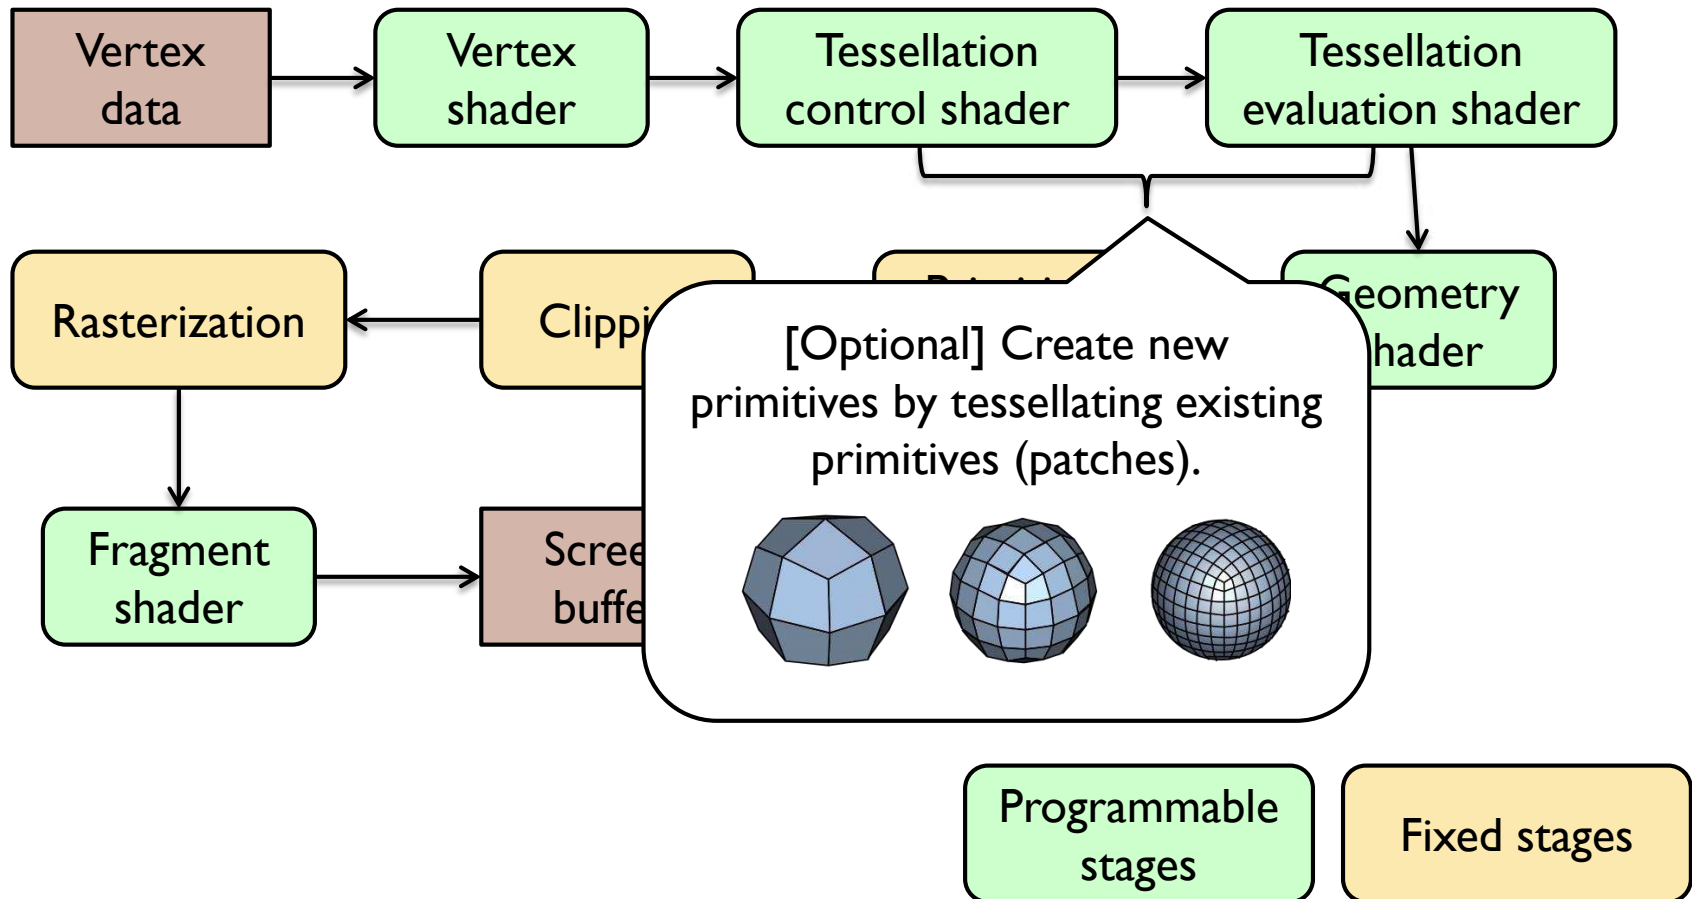 Vertex
data
Vertex
shader
Tessellation
control shader
Tessellation
evaluation shader
Rasterization
Clippi
Geometry
hader
[Optional] Create new
primitives by tessellating existing
primitives (patches).
Fragment
shader
Scree
buffe
Programmable
stages
Fixed stages